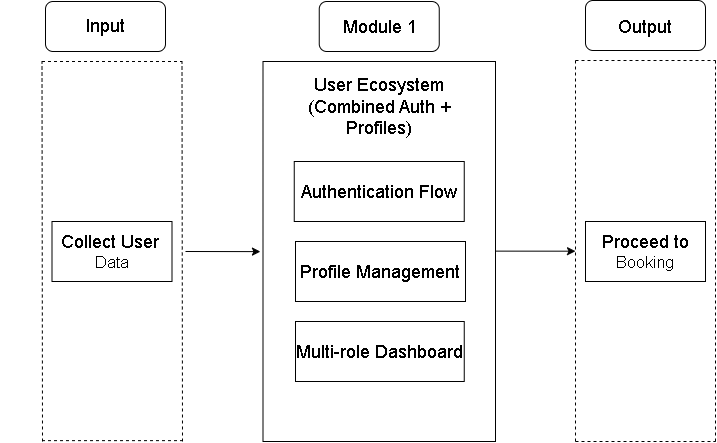 Input
Module 1
Output
User Ecosystem
(Combined Auth +
Profiles)
Authentication Flow
Collect User
Data
Profile Management
Proceed to
Booking
Multi-role Dashboard